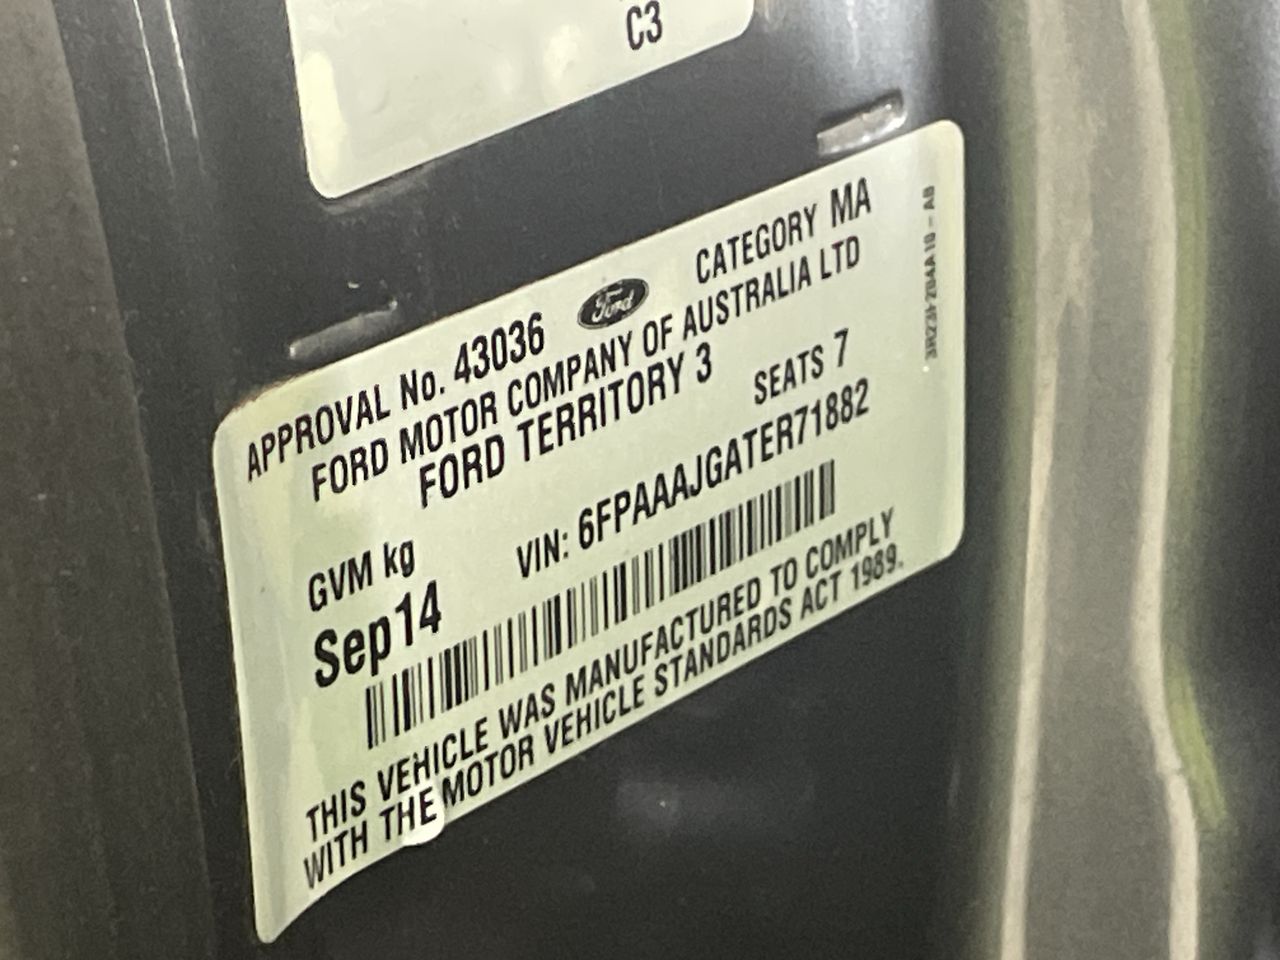 C3
APPROVAL No. 43036 Ford CATEGORY MA
FORD MOTOR COMPANY OF AUSTRALIA LTD
FORD TERRITORY 3
SEATS 7
GVM kg VIN: 6FPAAAJGATER71882
Sep14
THIS VEHICLE WAS MANUFACTURED TO COMPLY
WITH THE MOTOR VEHICLE STANDARDS ACT 1989.